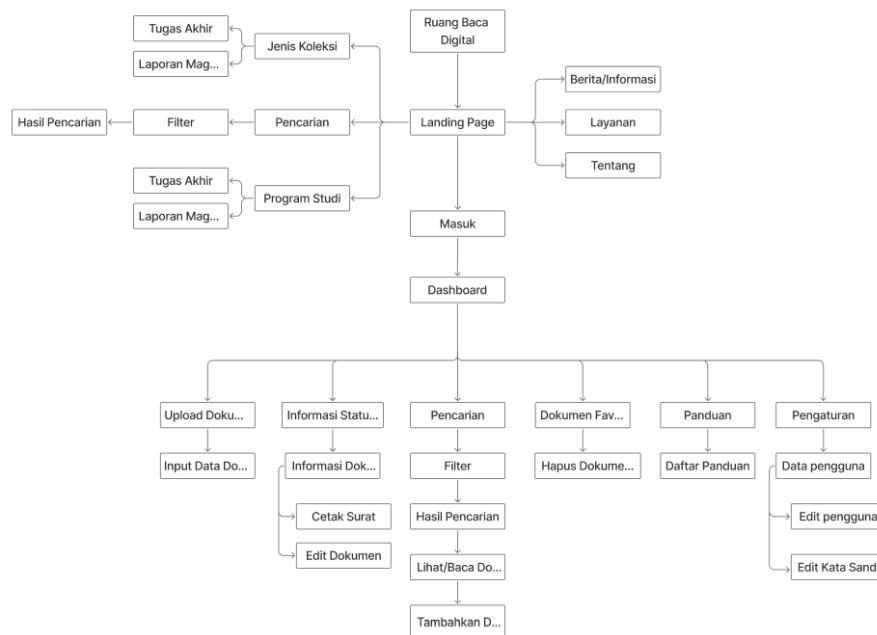 Ruang Baca
Digital
Tugas Akhir
Jenis Koleksi
Laporan Mag...
Berita/Informasi
Hasil Pencarian
Filter
Pencarian
Landing Page
Layanan
Tentang
Tugas Akhir
Program Studi
Laporan Mag...
Masuk
Dashboard
Upload Doku...
Informasi Statu...
Pencarian
Dokumen Fav...
Panduan
Pengaturan
Input Data Do...
Informasi Dok...
Filter
Hapus Dokume...
Daftar Panduan
Data pengguna
Cetak Surat
Hasil Pencarian
Edit pengguna
Edit Dokumen
Lihat/Baca Do...
Edit Kata Sand
Tambahkan D...